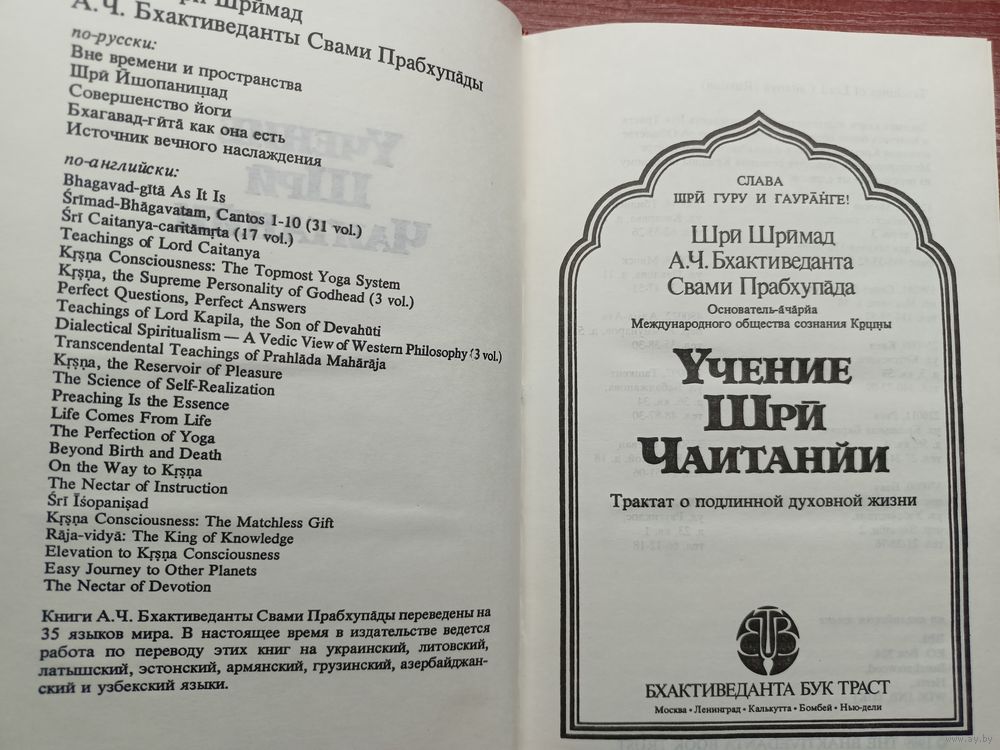 Шрӣмад
А.Ч. Бхактиведанты Свами Прабхупа̄ды
по-русски:
Вне времени и пространства
Шрӣ Ӣшопаниш̣ад
Совершенство йоги
Бхагавад-гӣта̄ как она есть
Источник вечного наслаждения
по-английски:
Bhagavad-gītā As It Is
Śrīmad-Bhāgavatam, Cantos 1-10 (31 vol.)
Śrī Caitanya-caritāmṛta (17 vol.)
Teachings of Lord Caitanya
Kṛṣṇa Consciousness: The Topmost Yoga System
Kṛṣṇa, the Supreme Personality of Godhead (3 vol.)
Perfect Questions, Perfect Answers
Teachings of Lord Kapila, the Son of Devahūti
Dialectical Spiritualism — A Vedic View of Western Philosophy (3 vol.)
Transcendental Teachings of Prahlāda Mahārāja
Kṛṣṇa, the Reservoir of Pleasure
The Science of Self-Realization
Preaching Is the Essence
Life Comes From Life
The Perfection of Yoga
Beyond Birth and Death
On the Way to Kṛṣṇa
The Nectar of Instruction
Śrī Īśopaniṣad
Kṛṣṇa Consciousness: The Matchless Gift
Rāja-vidyā: The King of Knowledge
Elevation to Kṛṣṇa Consciousness
Easy Journey to Other Planets
The Nectar of Devotion
Книги А.Ч. Бхактиведанты Свами Прабхупа̄ды переведены на
35 языков мира. В настоящее время в издательстве ведется
работа по переводу этих книг на украинский, литовский,
латышский, эстонский, армянский, грузинский, азербайджан-
ский и узбекский языки.
СЛАВА
ШРӢ ГУРУ И ГАУРА̄Н̇ГЕ!
Шрӣ Шрӣмад
А.Ч. Бхактиведанта
Свами Прабхупа̄да
Основатель-а̄ча̄рйа
Международного общества сознания Кр̣ш̣н̣ы
Учение
Шрӣ
Чаитанйи
Трактат о подлинной духовной жизни
BBT
БХАКТИВЕДАНТА БУК ТРАСТ
Москва • Ленинград • Калькутта • Бомбей • Нью-дели
www.ay.by